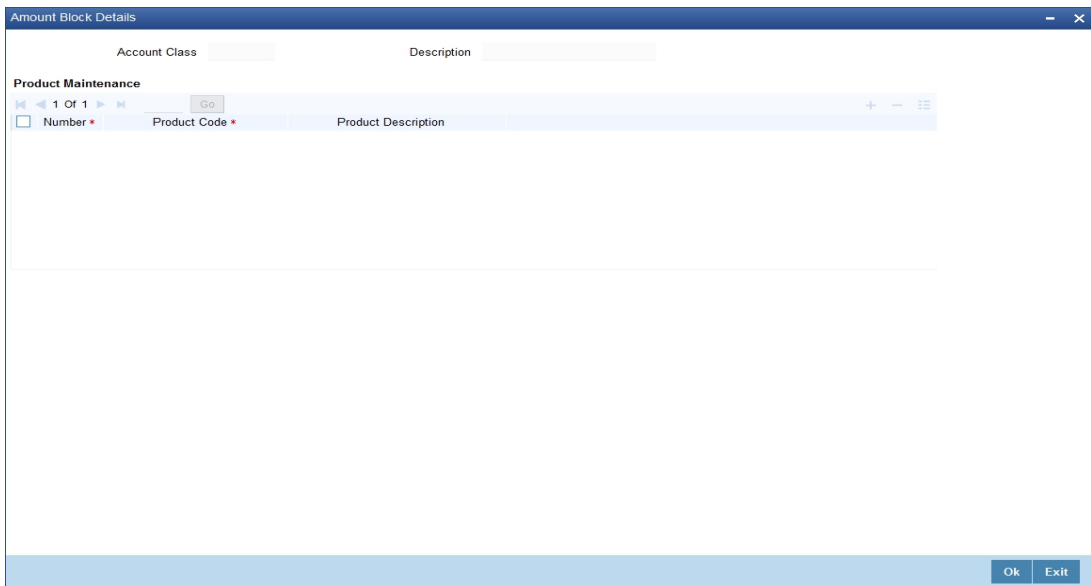 Amount Block Details
Account Class Description
Product Maintenance
1 Of 1 Go
Number * Product Code * Product Description
Ok Exit